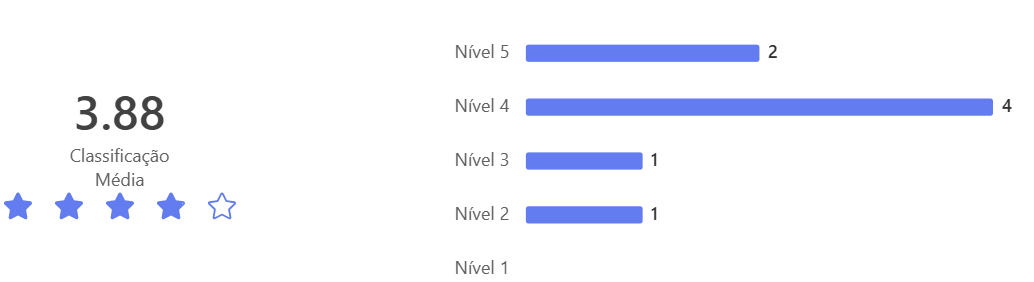 3.88
Classificação
Média
Nível 5 2
Nível 4 4
Nível 3 1
Nível 2 1
Nível 1